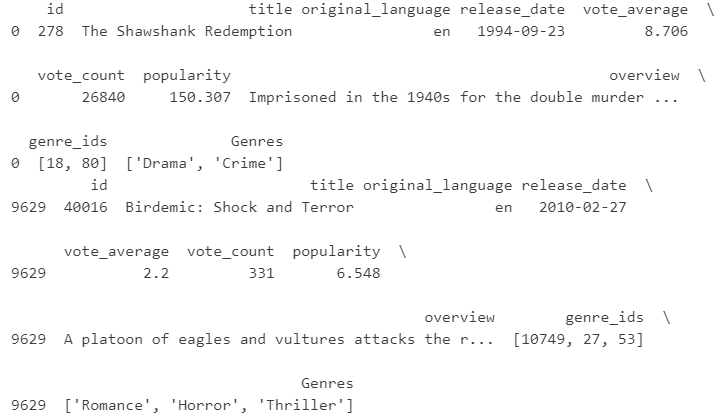 id title original_language release_date vote_average \
0 278 The Shawshank Redemption en 1994-09-23 8.706
vote_count popularity overview \
0 26840 150.307 Imprisoned in the 1940s for the double murder ...
genre_ids Genres
0 [18, 80] ['Drama', 'Crime']
id title original_language release_date \
9629 40016 Birdemic: Shock and Terror en 2010-02-27
vote_average vote_count popularity \
9629 2.2 331 6.548
overview genre_ids \
9629 A platoon of eagles and vultures attacks the r... [10749, 27, 53]
Genres
9629 ['Romance', 'Horror', 'Thriller']